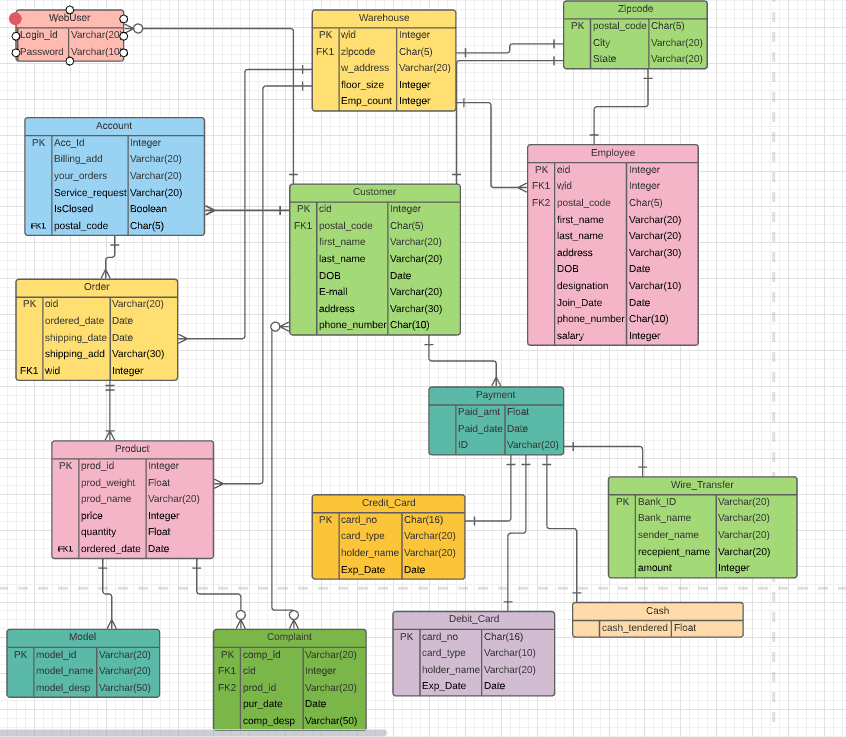 WebUser
Login_id Varchar(20)
Password Varchar(10)
Warehouse
PK wid Integer
FK1 zipcode Char(5)
w_address Varchar(20)
floor_size Integer
Emp_count Integer
Zipcode
PK postal_code Char(5)
City Varchar(20)
State Varchar(20)
Account
PK Acc_Id Integer
Billing_add Varchar(20)
your_orders Varchar(20)
Service_request Varchar(20)
IsClosed Boolean
FK1 postal_code Char(5)
Customer
PK cid Integer
FK1 postal_code Char(5)
first_name Varchar(20)
last_name Varchar(20)
DOB Date
E-mail Varchar(20)
address Varchar(30)
phone_number Char(10)
Employee
PK eid Integer
FK1 wid Integer
FK2 postal_code Char(5)
first_name Varchar(20)
last_name Varchar(20)
address Varchar(30)
DOB Date
designation Varchar(10)
Join_Date Date
phone_number Char(10)
salary Integer
Order
PK oid Varchar(20)
ordered_date Date
shipping_date Date
shipping_add Varchar(30)
FK1 wid Integer
Payment
Paid_amt Float
Paid_date Date
ID Varchar(20)
Product
PK prod_id Integer
prod_weight Float
prod_name Varchar(20)
price Integer
quantity Float
FK1 ordered_date Date
Credit_Card
PK card_no Char(16)
card_type Varchar(20)
holder_name Varchar(20)
Exp_Date Date
Wire_Transfer
PK Bank_ID Varchar(20)
Bank_name Varchar(20)
sender_name Varchar(20)
recepient_name Varchar(20)
amount Integer
Model
PK model_id Varchar(20)
model_name Varchar(20)
model_desp Varchar(50)
Complaint
PK comp_id Varchar(20)
FK1 cid Integer
FK2 prod_id Varchar(20)
pur_date Date
comp_desp Varchar(50)
Debit_Card
PK card_no Char(16)
card_type Varchar(10)
holder_name Varchar(20)
Exp_Date Date
Cash
cash_tendered Float